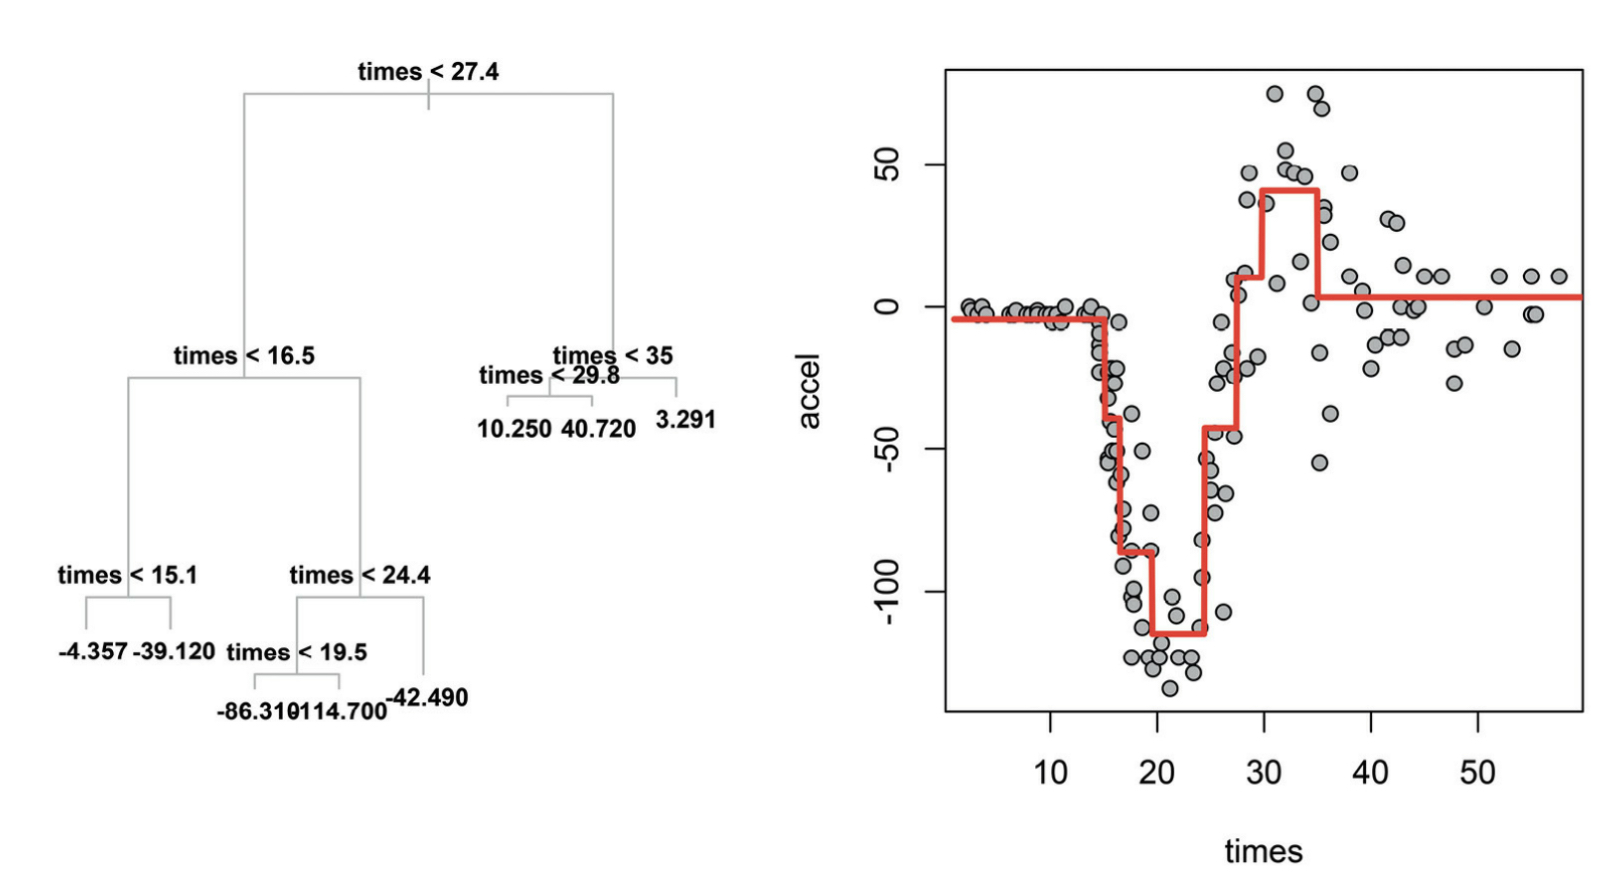 times < 27.4
times < 16.5
times < 35
times < 29.8
10.250 40.720 3.291
times < 15.1
times < 24.4
-4.357 -39.120
times < 19.5
-86.310 -114.700
-42.490
accel
50
0
-50
-100
10 20 30 40 50
times